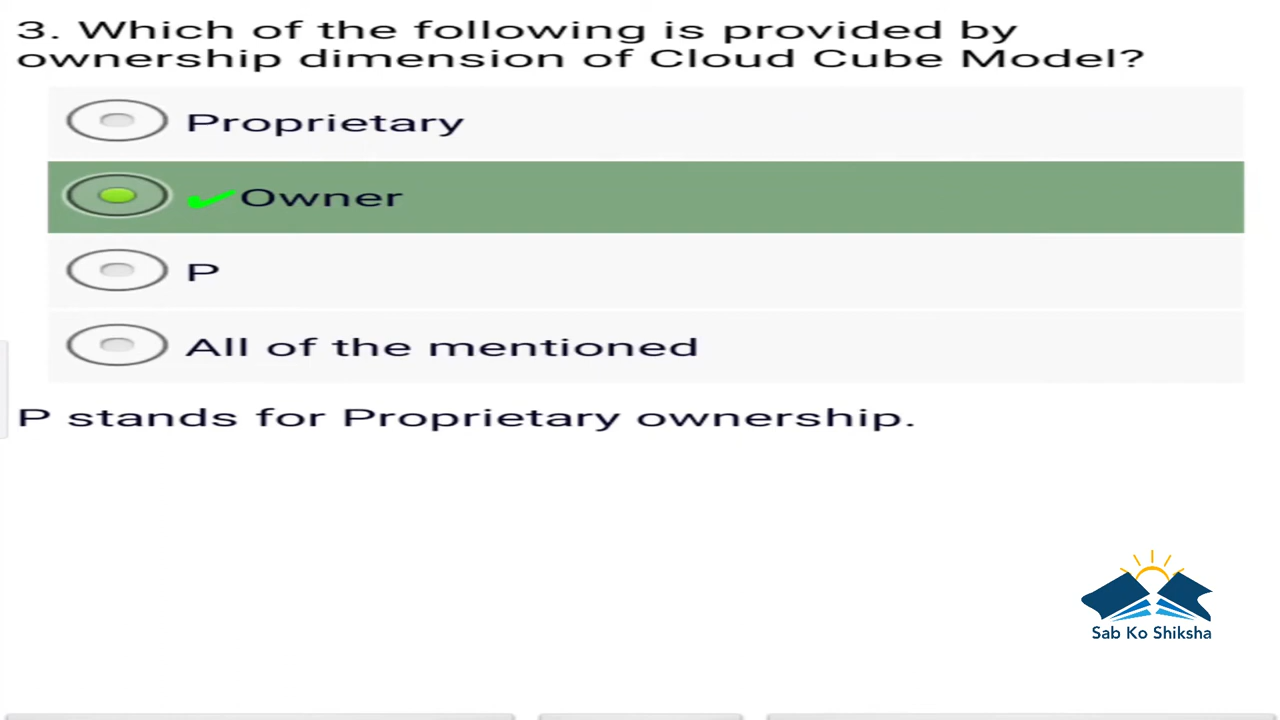 3. Which of the following is provided by
ownership dimension of Cloud Cube Model?
Proprietary
✔Owner
P
All of the mentioned
P stands for Proprietary ownership.
Sab Ko Shiksha